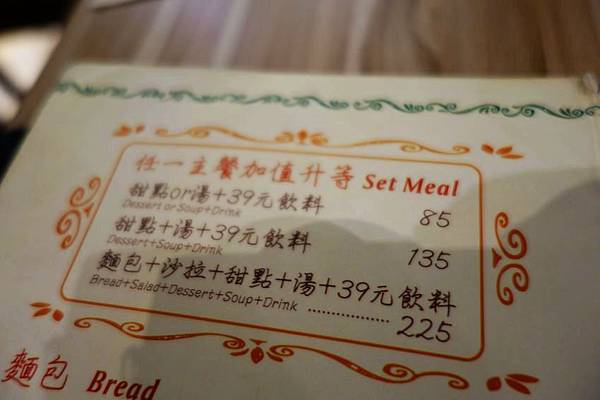 任一主餐加值升等 Set Meal
甜點or湯+39元飲料 85
Dessert or Soup+Drink
甜點+湯+39元飲料 135
Dessert+Soup+Drink
麵包+沙拉+甜點+湯+39元飲料
Bread+Salad+Dessert+Soup+Drink ................ 225
麵包 Bread